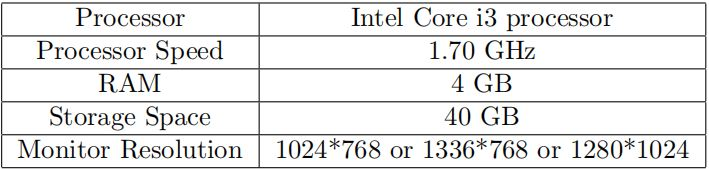 Processor Intel Core i3 processor
Processor Speed 1.70 GHz
RAM 4 GB
Storage Space 40 GB
Monitor Resolution 1024*768 or 1336*768 or 1280*1024